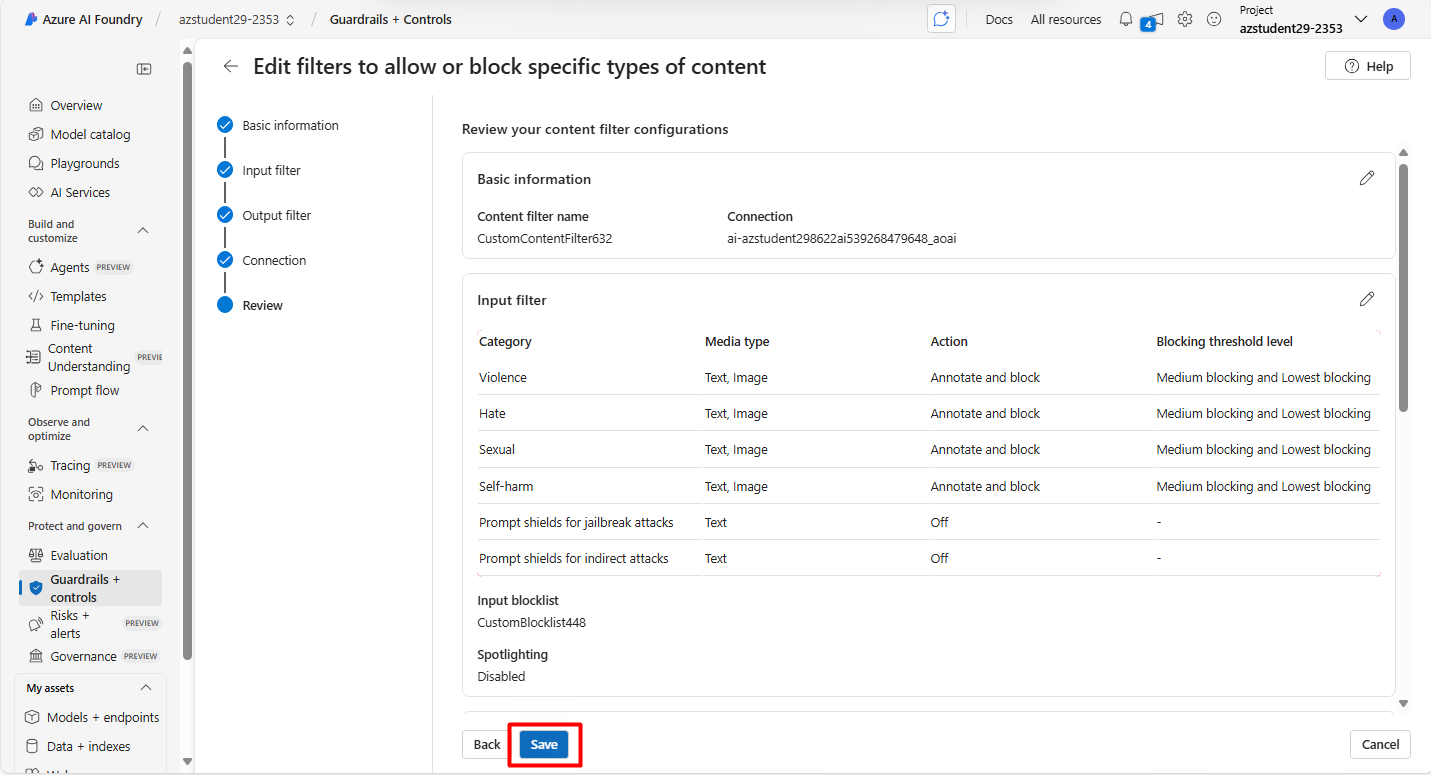 Azure AI Foundry / azstudent29-2353 / Guardrails + Controls
Docs All resources 4 Project
azstudent29-2353 A
Edit filters to allow or block specific types of content
Help
Overview
Model catalog
Playgrounds
AI Services
Build and
customize
Agents PREVIEW
Templates
Fine-tuning
Content
Understanding PREVIE
Prompt flow
Observe and
optimize
Tracing PREVIEW
Monitoring
Protect and govern
Evaluation
Guardrails +
controls
Risks +
alerts PREVIEW
Governance PREVIEW
My assets
Models + endpoints
Data + indexes
Basic information
Input filter
Output filter
Connection
Review
Review your content filter configurations
Basic information
Content filter name Connection
CustomContentFilter632 ai-azstudent298622ai539268479648_aoai
Input filter
Category Media type Action Blocking threshold level
Violence Text, Image Annotate and block Medium blocking and Lowest blocking
Hate Text, Image Annotate and block Medium blocking and Lowest blocking
Sexual Text, Image Annotate and block Medium blocking and Lowest blocking
Self-harm Text, Image Annotate and block Medium blocking and Lowest blocking
Prompt shields for jailbreak attacks Text Off -
Prompt shields for indirect attacks Text Off -
Input blocklist
CustomBlocklist448
Spotlighting
Disabled
Back Save Cancel